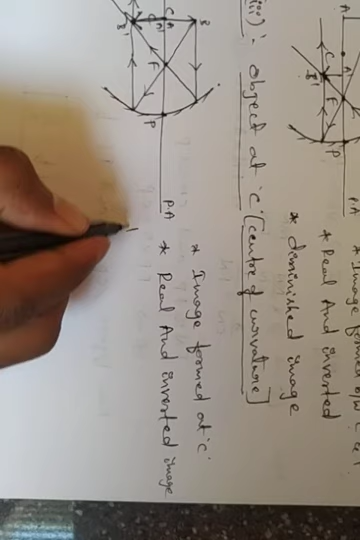 * Image formed b/w C &
* Real And inverted
* diminished image
(iii): object at 'C' [centre of curvature]
* Image formed at 'C'
* Real And inverted image
A
A
C
B'
F
P
P.A
C
A
A'
B
B'
F
P
P.A